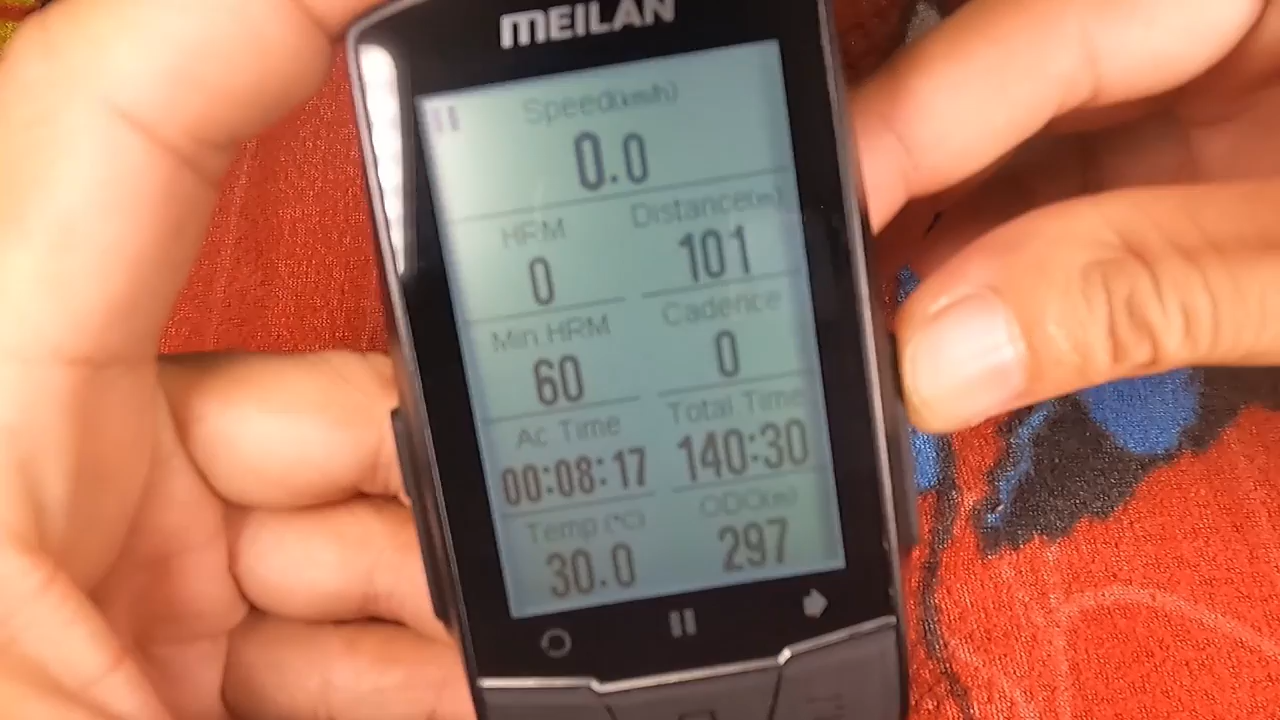 MEILAN
Speed(km/h)
0.0
HRM Distance(m)
0 101
Min HRM Cadence
60 0
Ac Time Total Time
00:08:17 140:30
Temp (°C) ODO(m)
30.0 297